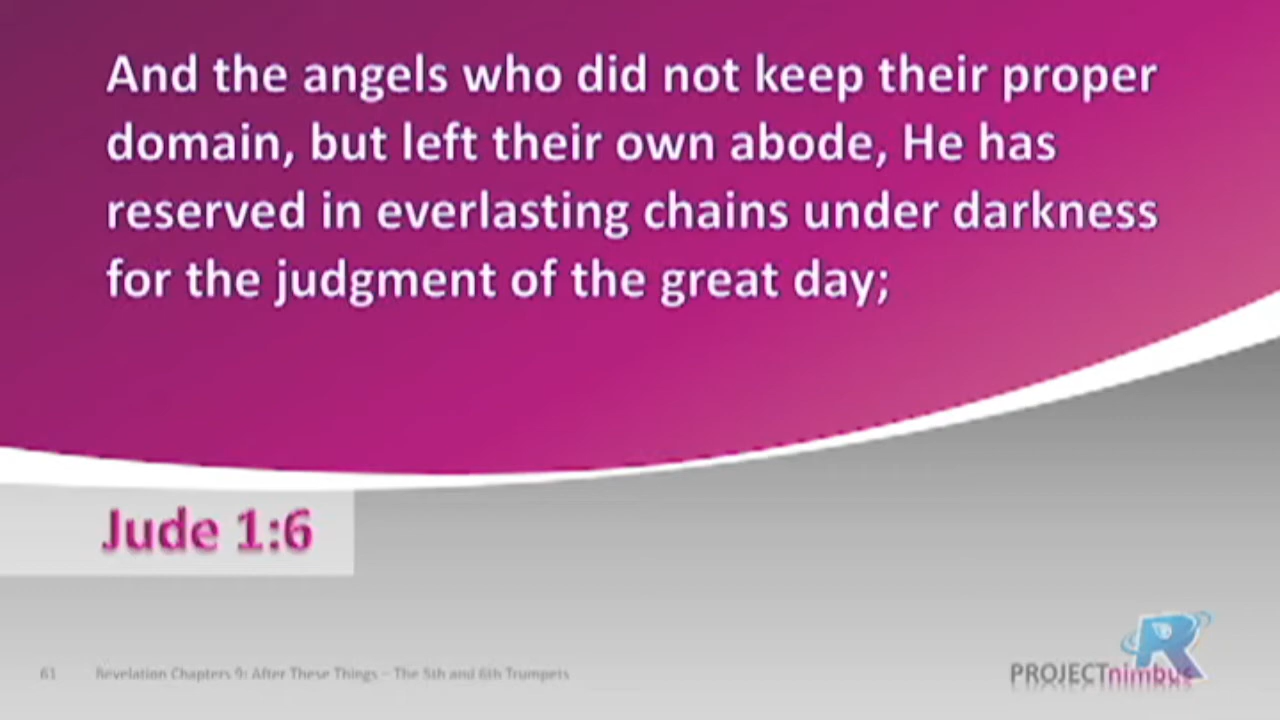 And the angels who did not keep their proper
domain, but left their own abode, He has
reserved in everlasting chains under darkness
for the judgment of the great day;
Jude 1:6
61 Revelation Chapters 9: After These Things – The 5th and 6th Trumpets
R
PROJECTnimbus